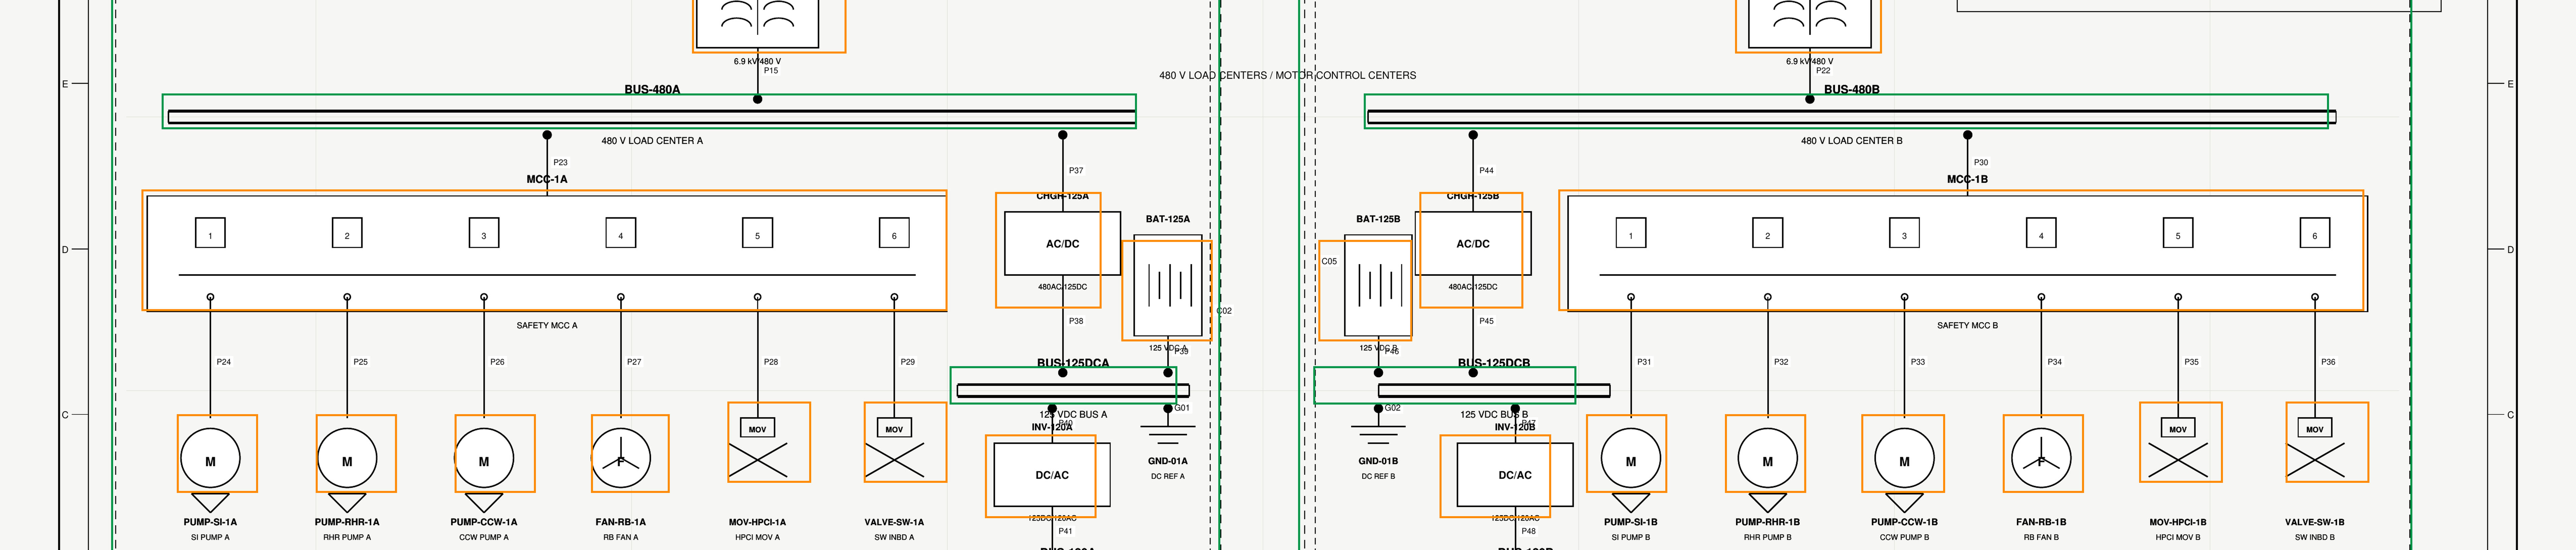 6.9 kV/480 V
6.9 kV/480 V
P15
P22
480 V LOAD CENTERS / MOTOR CONTROL CENTERS
E
E
BUS-480A
BUS-480B
480 V LOAD CENTER A
480 V LOAD CENTER B
P23
P37
P44
P30
MCC-1A
MCC-1B
CHGR-125A
CHGR-125B
BAT-125A
BAT-125B
1
2
3
4
5
6
AC/DC
AC/DC
1
2
3
4
5
6
D
D
C05
480AC/125DC
480AC/125DC
C02
SAFETY MCC A
P38
P45
SAFETY MCC B
125 VDC A
P39
125 VDC B
P46
P24
P25
P26
P27
P28
P29
BUS-125DCA
BUS-125DCB
P31
P32
P33
P34
P35
P36
C
C
125 VDC BUS A
G01
G02
125 VDC BUS B
P40
P47
INV-120A
INV-120B
M
M
M
F
MOV
MOV
DC/AC
DC/AC
M
M
M
F
MOV
MOV
GND-01A
DC REF A
GND-01B
DC REF B
125DC/120AC
125DC/120AC
PUMP-SI-1A
PUMP-RHR-1A
PUMP-CCW-1A
FAN-RB-1A
MOV-HPCI-1A
VALVE-SW-1A
PUMP-SI-1B
PUMP-RHR-1B
PUMP-CCW-1B
FAN-RB-1B
MOV-HPCI-1B
VALVE-SW-1B
SI PUMP A
RHR PUMP A
CCW PUMP A
RB FAN A
HPCI MOV A
SW INBD A
P41
P48
SI PUMP B
RHR PUMP B
CCW PUMP B
RB FAN B
HPCI MOV B
SW INBD B